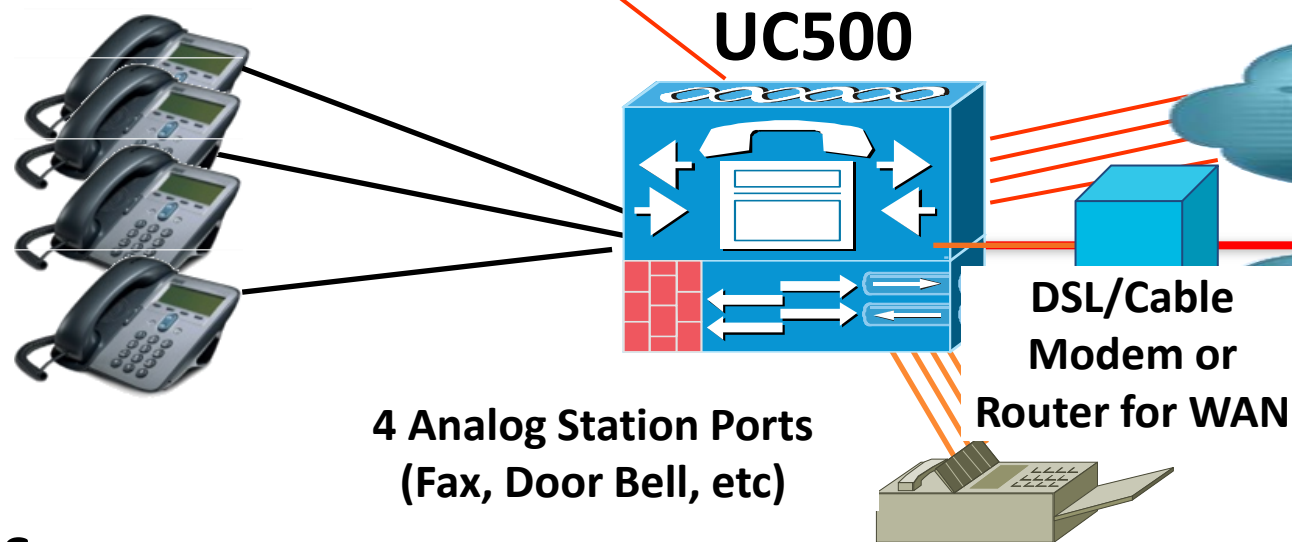 UC500
DSL/Cable
Modem or
Router for WAN
4 Analog Station Ports
(Fax, Door Bell, etc)